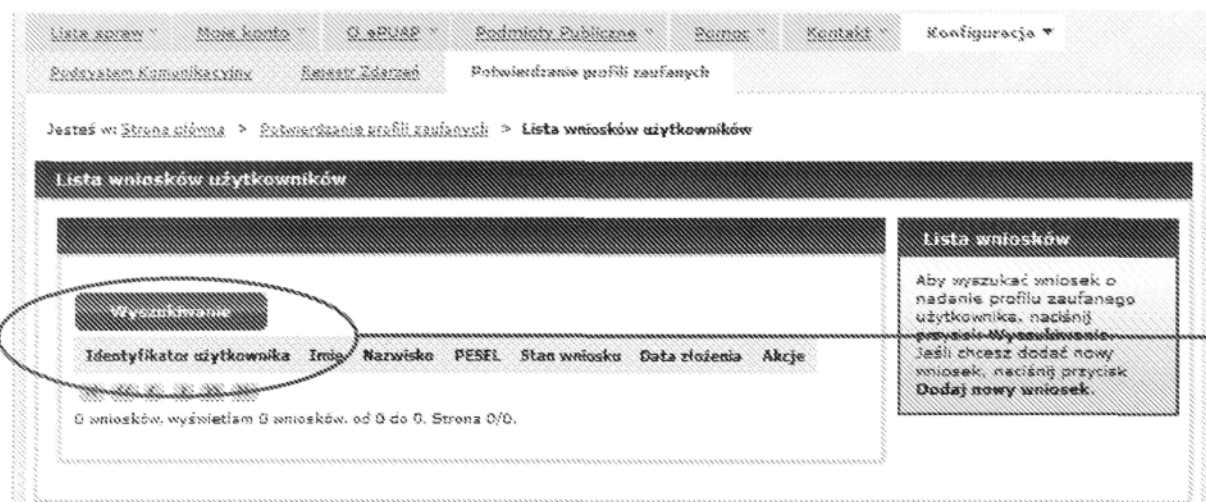 Lista spraw Moje konto O ePUAP Podmioty Publiczne Pomoc Kontakt Konfiguracja
Podsystem Komunikacyjny Rejestr Zdarzeń Potwierdzanie profili zaufanych
Jesteś w: Strona główna > Potwierdzanie profili zaufanych > Lista wniosków użytkowników
Lista wniosków użytkowników
Wyszukiwanie
Identyfikator użytkownika Imię Nazwisko PESEL Stan wniosku Data złożenia Akcje
0 wniosków, wyświetlam 0 wniosków, od 0 do 0. Strona 0/0.
Lista wniosków
Aby wyszukać wniosek o
nadanie profilu zaufanego
użytkownika, naciśnij
przycisk Wyszukiwanie.
Jeśli chcesz dodać nowy
wniosek, naciśnij przycisk
Dodaj nowy wniosek.